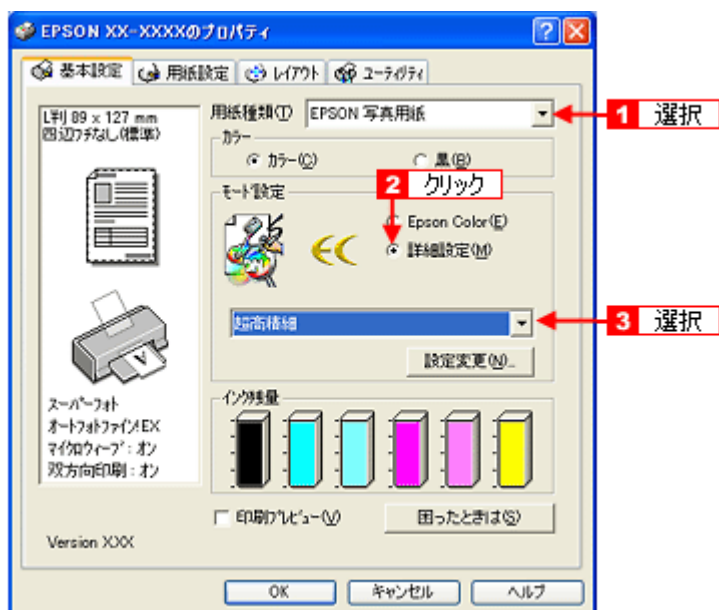 EPSON XX-XXXXのプロパティ
基本設定 用紙設定 レイアウト ユーティリティ
L判 89 x 127 mm
四辺フチなし(標準)
用紙種類(T) EPSON 写真用紙
1 選択
カラー
カラー(C) 黒(B)
2 クリック
モード設定
Epson Color(E)
EC
詳細設定(M)
超高精細
3 選択
設定変更(N)...
A
スーパーフォト
オートフォトファイン!EX
マイクロウィーブ : オン
双方向印刷 : オン
インク残量
印刷プレビュー(V) 困ったときは(S)
Version XXX
OK キャンセル ヘルプ